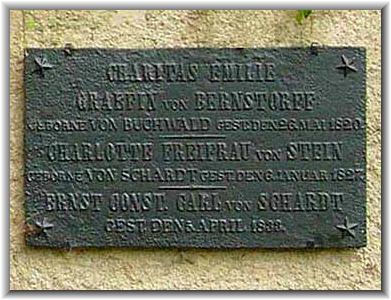 CHARITAS EMILIE
GRAEFIN VON BERNSTORFF
GEBORNE VON BUCHWALD GEST. DEN 26. MAI 1820.
CHARLOTTE FREIFRAU VON STEIN
GEBORNE VON SCHARDT GEST. DEN 6. JANUAR 1827.
ERNST CONST. CARL VON SCHARDT
GEST. DEN 5. APRIL 1833.